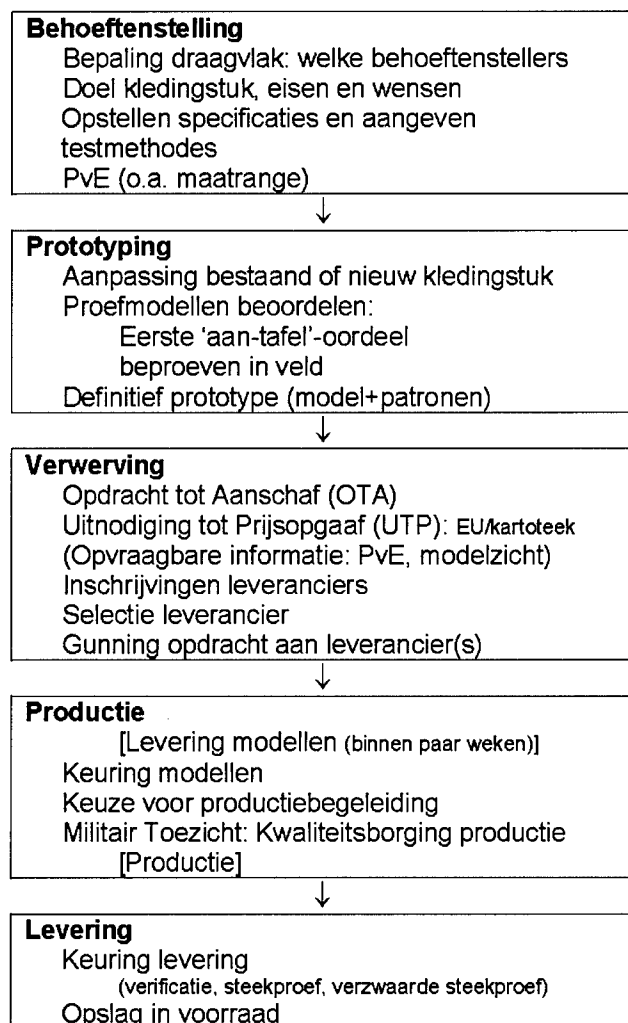 Behoeftenstelling
Bepaling draagvlak: welke behoeftenstellers
Doel kledingstuk, eisen en wensen
Opstellen specificaties en aangeven
testmethodes
PvE (o.a. maatrange)
↓
Prototyping
Aanpassing bestaand of nieuw kledingstuk
Proefmodellen beoordelen:
Eerste ‘aan-tafel’-oordeel
beproeven in veld
Definitief prototype (model+patronen)
↓
Verwerving
Opdracht tot Aanschaf (OTA)
Uitnodiging tot Prijsopgaaf (UTP): EU/kartoteek
(Opvraagbare informatie: PvE, modelzicht)
Inschrijvingen leveranciers
Selectie leverancier
Gunning opdracht aan leverancier(s)
↓
Productie
[Levering modellen (binnen paar weken)]
Keuring modellen
Keuze voor productiebegeleiding
Militair Toezicht: Kwaliteitsborging productie
[Productie]
↓
Levering
Keuring levering
(verificatie, steekproef, verzwaarde steekproef)
Opslag in voorraad